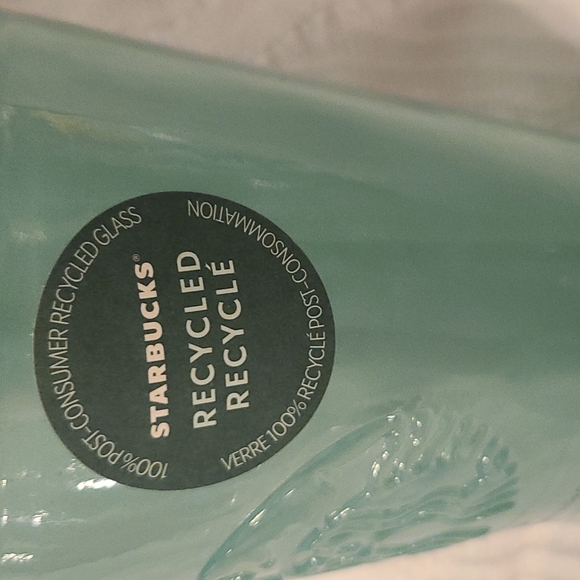 100% POST-CONSUMER RECYCLED GLASS
STARBUCKS®
RECYCLED
RECYCLÉ
VERRE 100% RECYCLÉ POST-CONSOMMATION